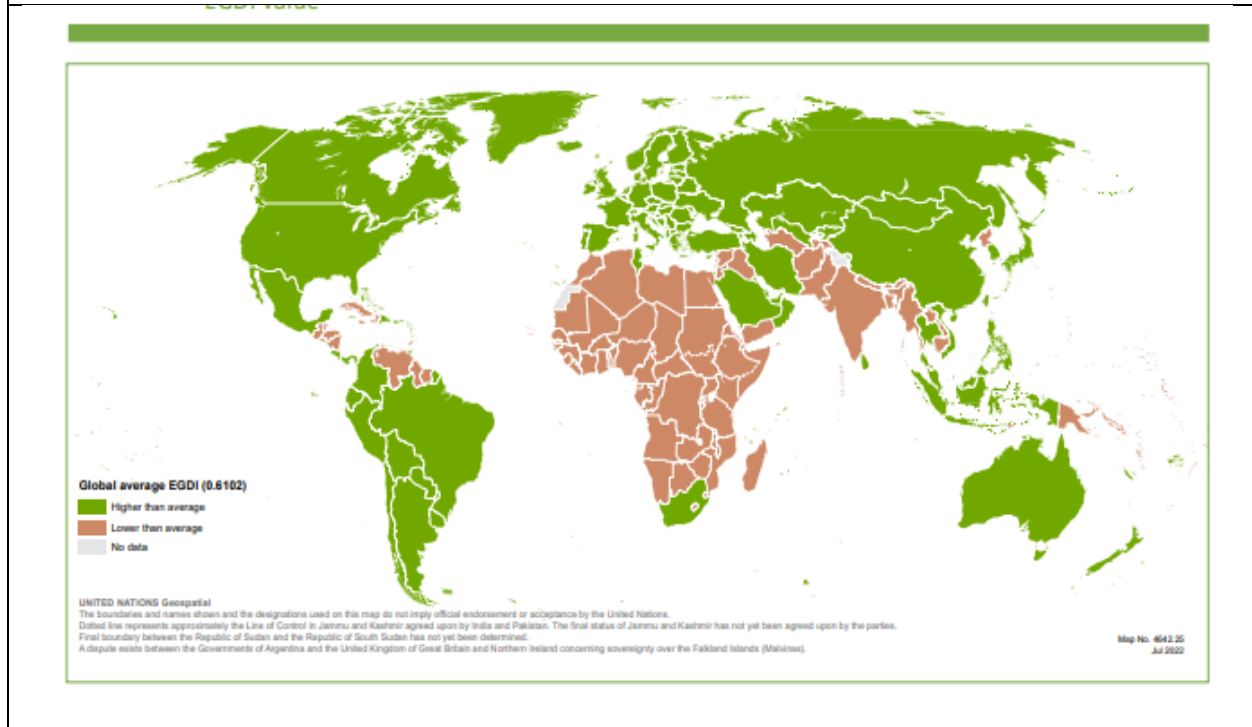 EGDI value
Global average EGDI (0.6102)
Higher than average
Lower than average
No data
UNITED NATIONS Geospatial
The boundaries and names shown and the designations used on this map do not imply official endorsement or acceptance by the United Nations.
Dotted line represents approximately the Line of Control in Jammu and Kashmir agreed upon by India and Pakistan. The final status of Jammu and Kashmir has not yet been agreed upon by the parties.
Final boundary between the Republic of Sudan and the Republic of South Sudan has not yet been determined.
A dispute exists between the Governments of Argentina and the United Kingdom of Great Britain and Northern Ireland concerning sovereignty over the Falkland Islands (Malvinas).
Map No. 4642.25
Jul 2022